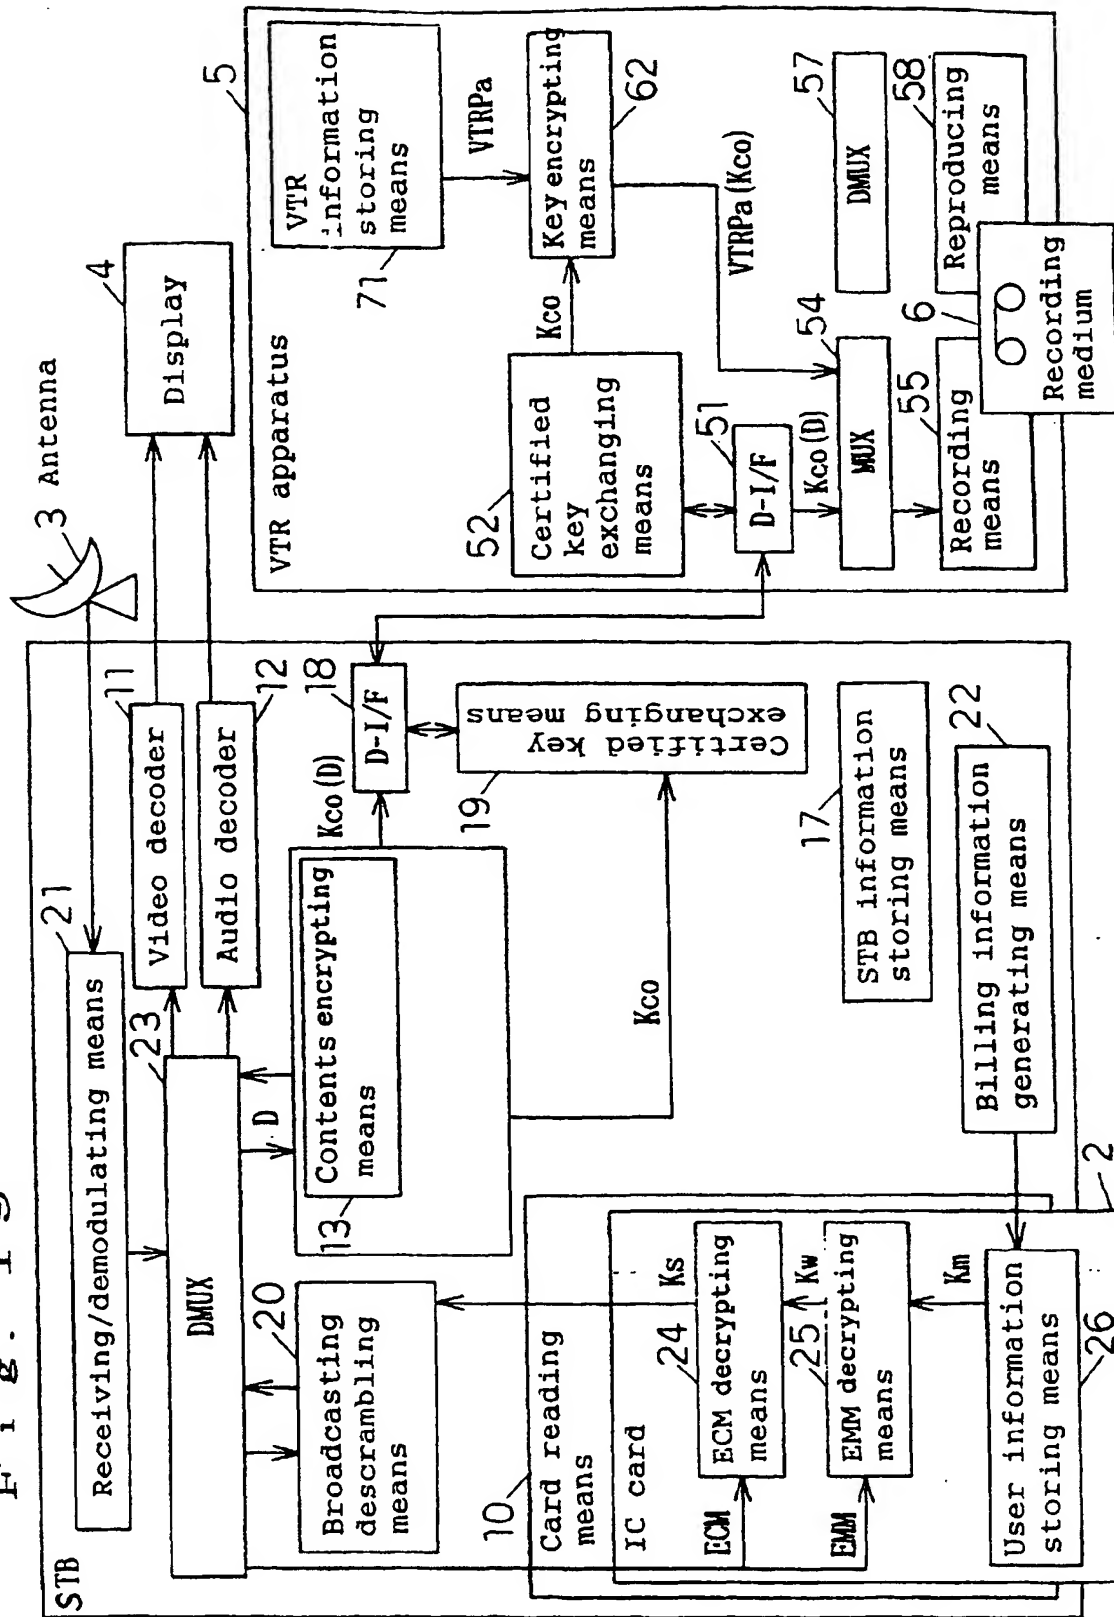 Fig. 19
STB
21
Receiving/demodulating means
3 Antenna
23
DMUX
11
Video decoder
12
Audio decoder
4
Display
D
20
Broadcasting
descrambling
means
13
Contents encrypting
means
Kco(D)
18
D-I/F
19
Certified key
exchanging means
Kco
17
STB information
storing means
22
Billing information
generating means
10
Card reading
means
IC card
2
ECM
EMM
Ks
24
ECM decrypting
means
Kw
25
EMM decrypting
means
Km
User information
storing means
26
5
VTR apparatus
VTR
information
storing
means
71
VTRPa
Key encrypting
means
62
Kco
52
Certified
key
exchanging
means
51
D-I/F
Kco(D)
VTRPa(Kco)
54
MUX
57
DMUX
55
Recording
means
58
Reproducing
means
6
Recording
medium